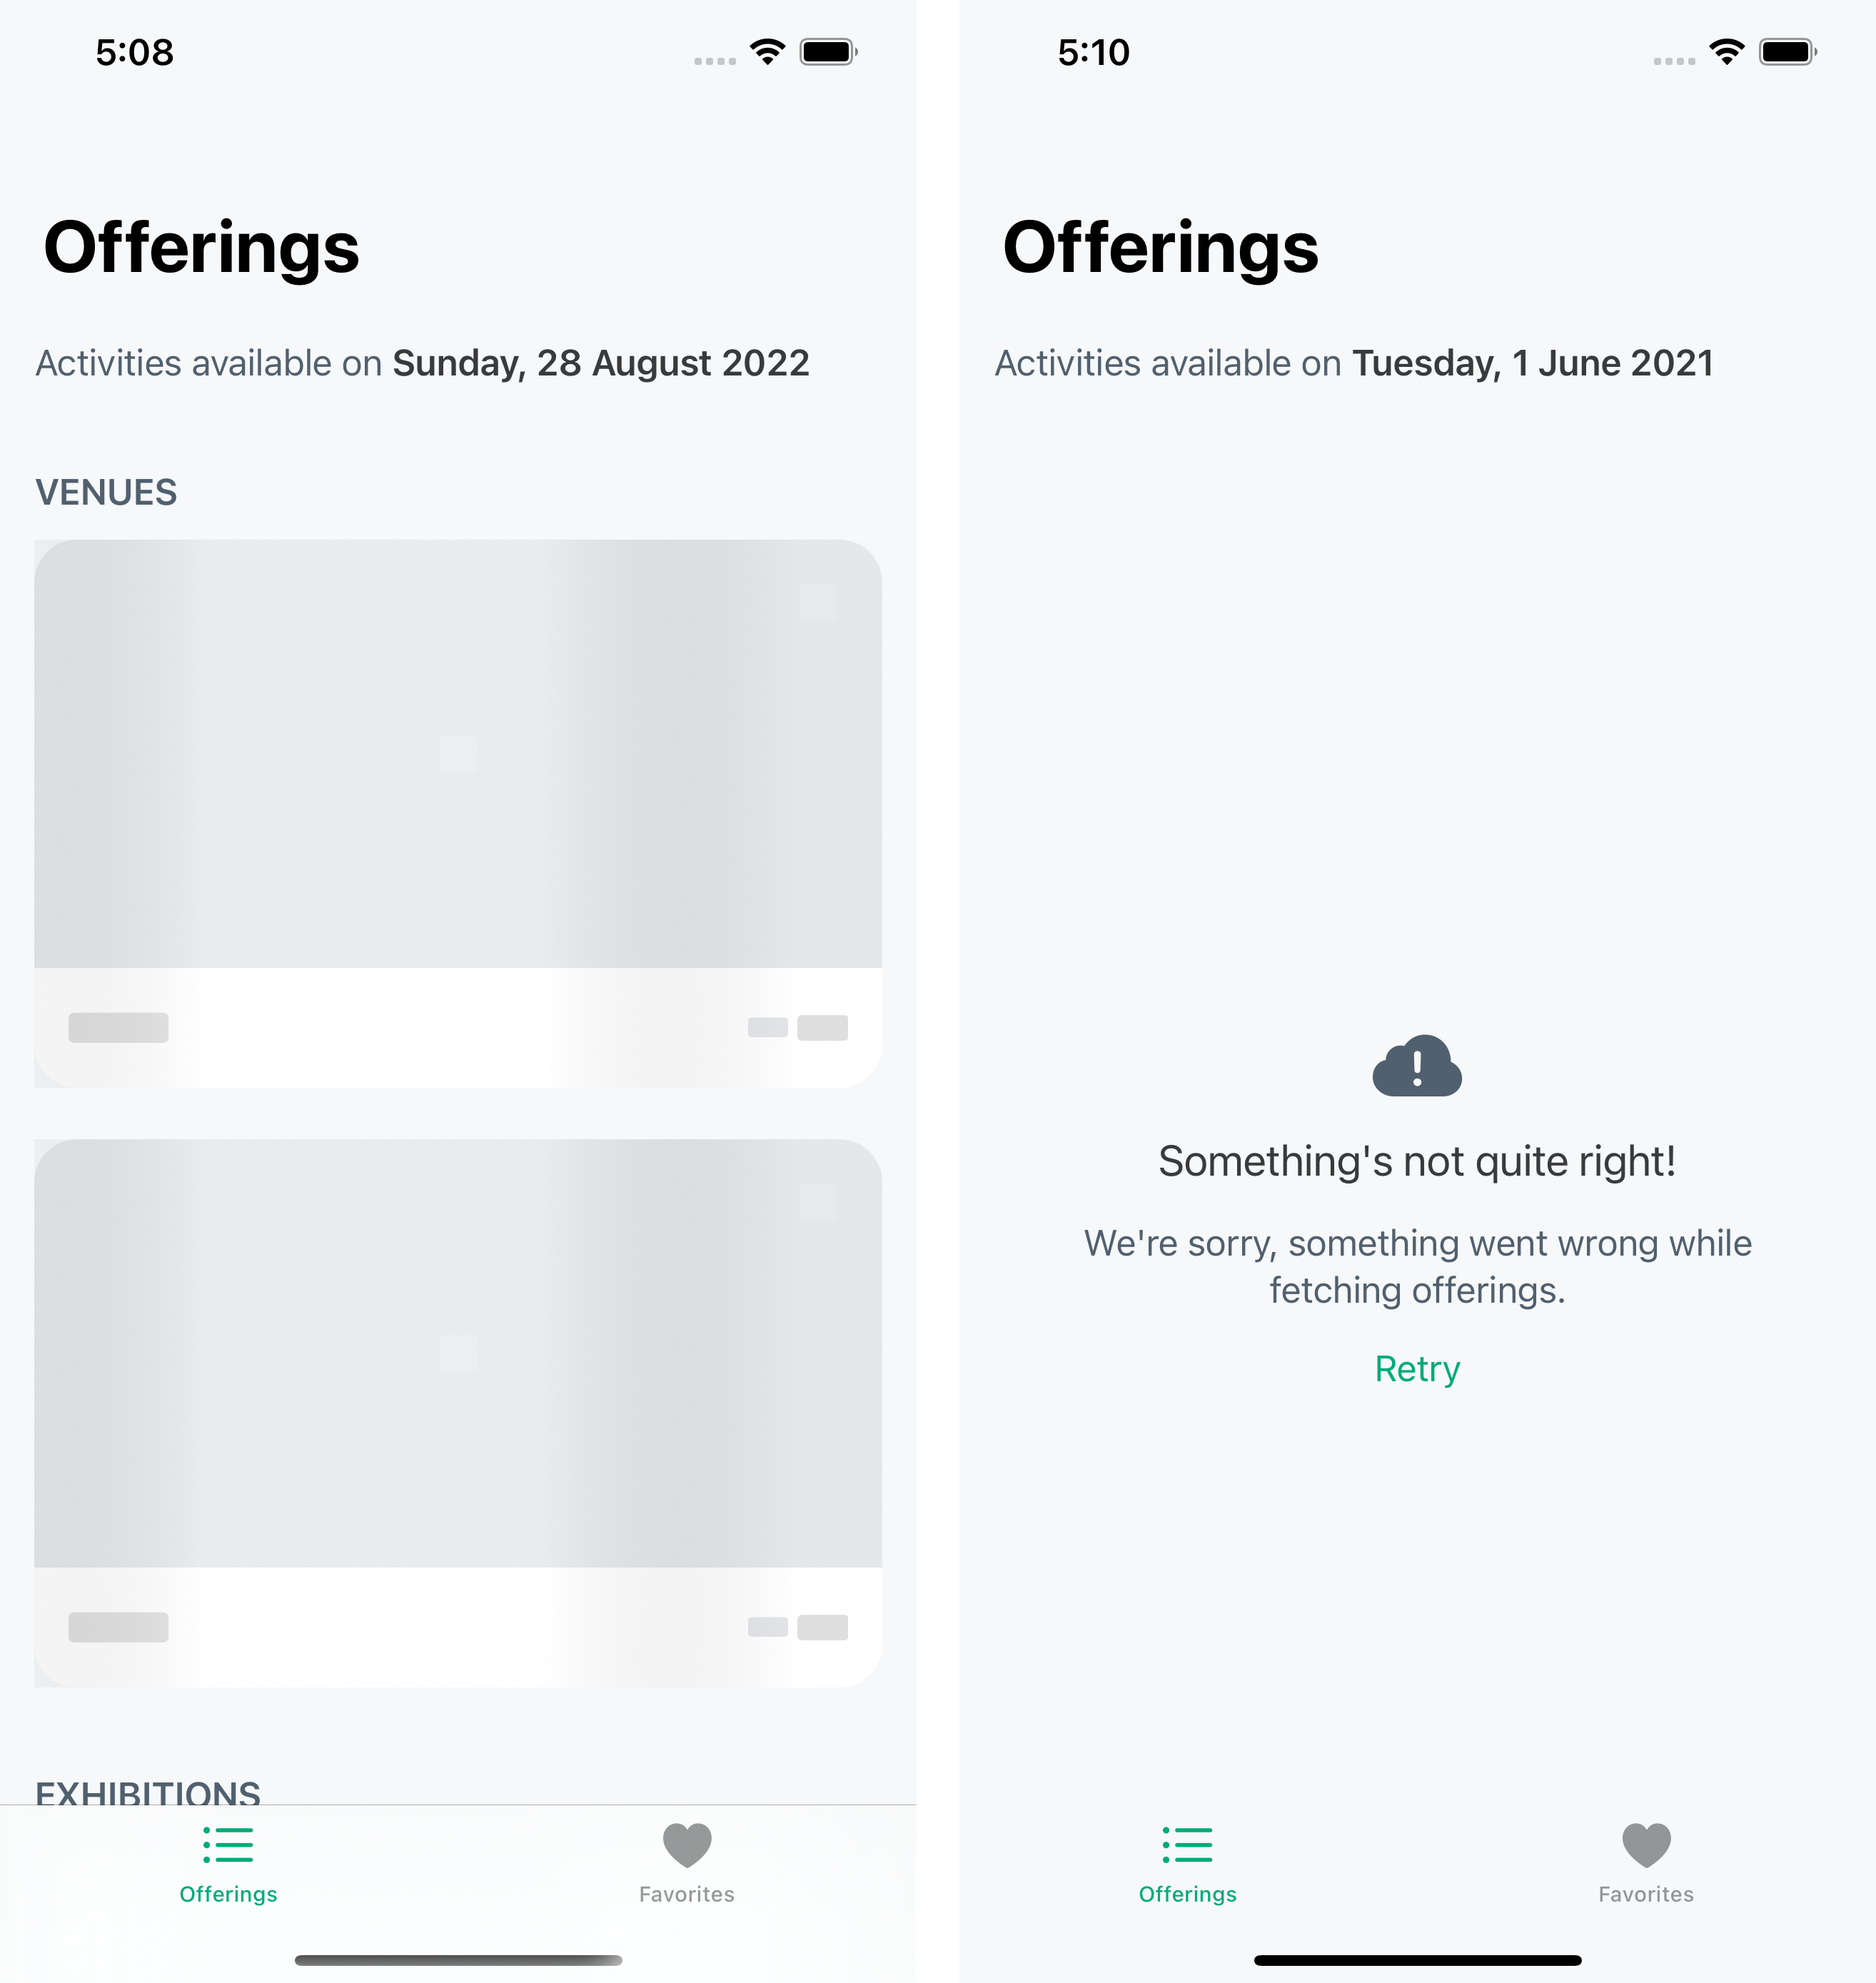 5:08
Offerings
Activities available on Sunday, 28 August 2022
VENUES
EXHIBITIONS
Offerings
Favorites
5:10
Offerings
Activities available on Tuesday, 1 June 2021
Something's not quite right!
We're sorry, something went wrong while
fetching offerings.
Retry
Offerings
Favorites